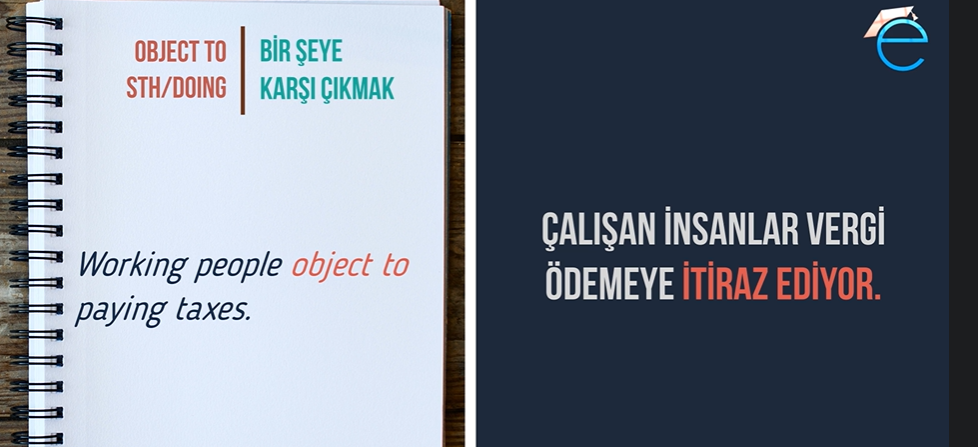 OBJECT TO
STH/DOING
BİR ŞEYE
KARŞI ÇIKMAK
Working people object to
paying taxes.
ÇALIŞAN İNSANLAR VERGİ
ÖDEMEYE İTİRAZ EDİYOR.
e